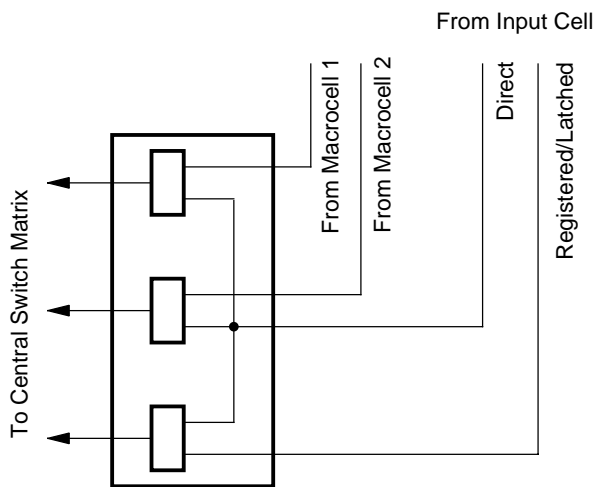 From Input Cell
From Macrocell 1
From Macrocell 2
Direct
Registered/Latched
To Central Switch Matrix